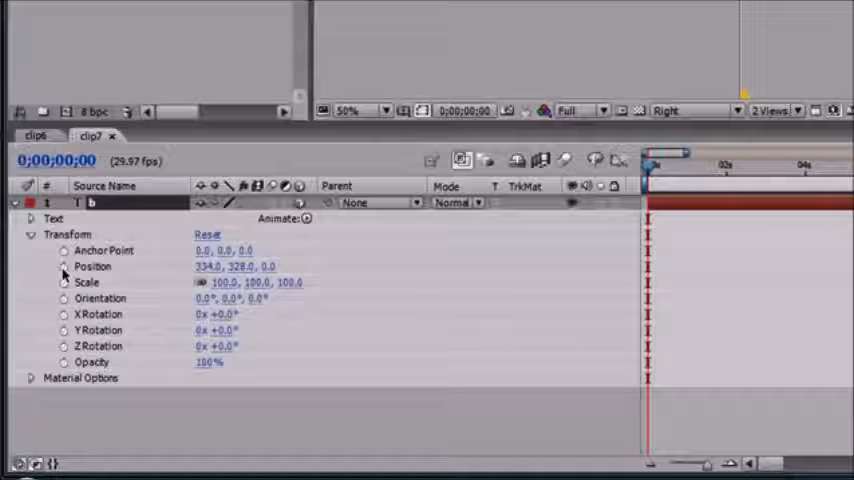 8 bpc
50% 0;00;00;00 Full Right 2 Views
clip6 clip7 ×
0;00;00;00 (29.97 fps)
02s 04s
# Source Name Parent Mode T TrkMat
1 T b None Normal
Text Animate:
Transform Reset
Anchor Point 0.0, 0.0, 0.0
Position 334.0, 328.0, 0.0
Scale 100.0, 100.0, 100.0
Orientation 0.0°, 0.0°, 0.0°
X Rotation 0x +0.0°
Y Rotation 0x +0.0°
Z Rotation 0x +0.0°
Opacity 100%
Material Options